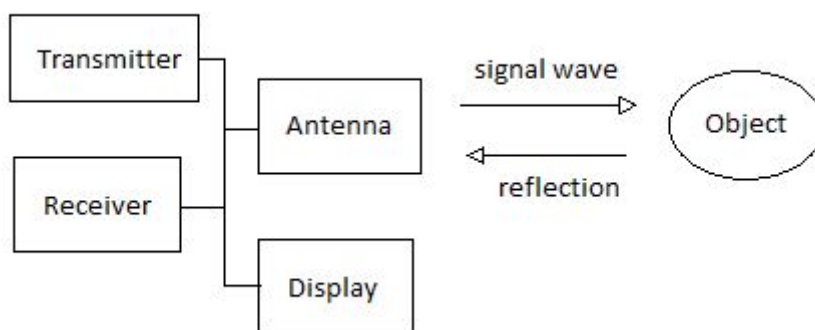 Transmitter
signal wave
Antenna
Object
Receiver
reflection
Display